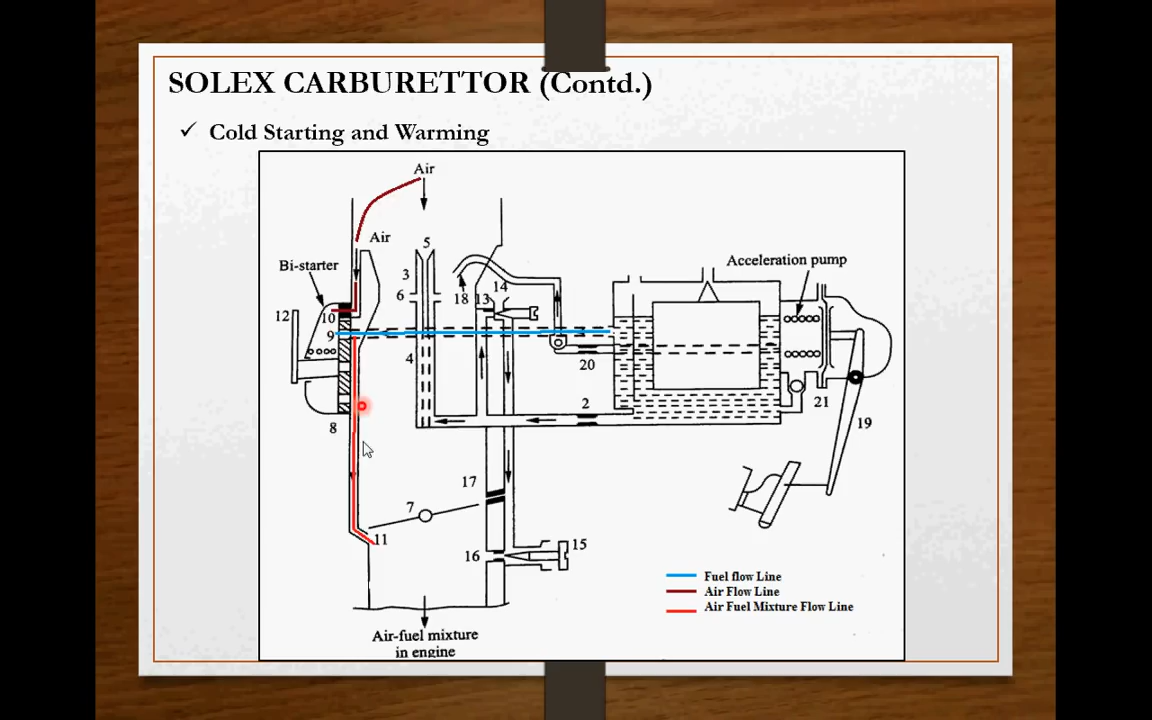 SOLEX CARBURETTOR (Contd.)
✓ Cold Starting and Warming
Air
Air
5
Bi-starter
3
Acceleration pump
14
6
18
13
12
10
9
4
20
2
21
8
19
17
7
11
16
15
Fuel flow Line
Air Flow Line
Air Fuel Mixture Flow Line
Air-fuel mixture
in engine